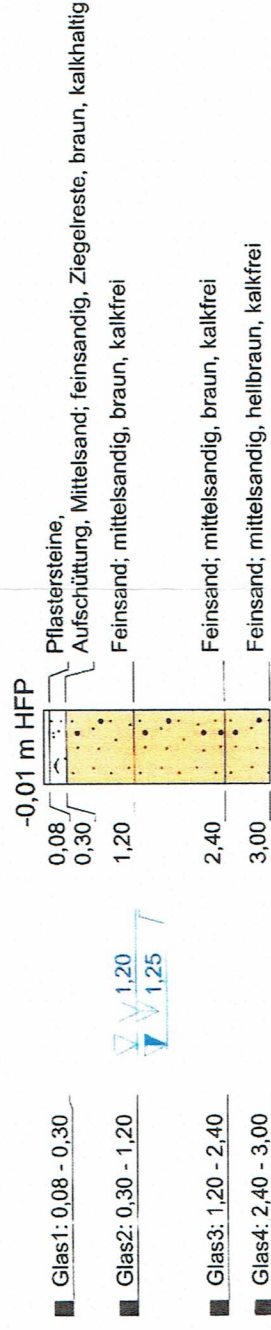 -0,01 m HFP
0,08
Pflastersteine,
0,30
Aufschüttung, Mittelsand; feinsandig, Ziegelreste, braun, kalkhaltig
Glas1: 0,08 - 0,30
1,20
Feinsand; mittelsandig, braun, kalkfrei
1,20
1,25
Glas2: 0,30 - 1,20
2,40
Feinsand; mittelsandig, braun, kalkfrei
Glas3: 1,20 - 2,40
3,00
Feinsand; mittelsandig, hellbraun, kalkfrei
Glas4: 2,40 - 3,00